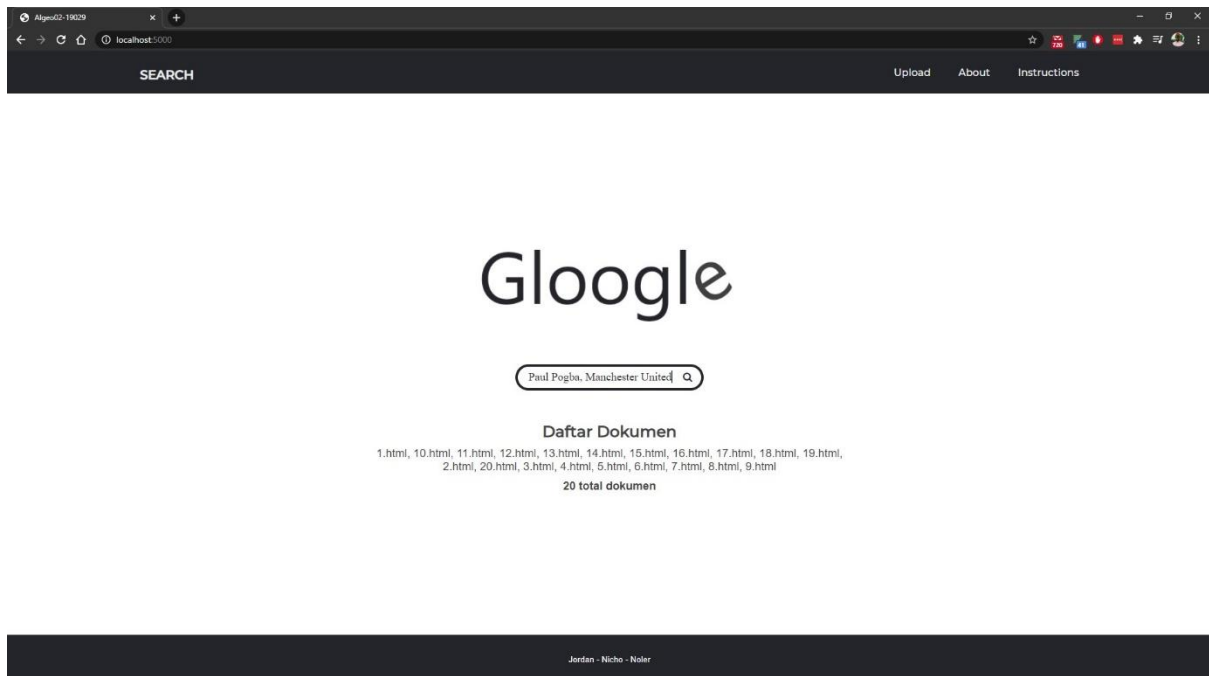 Algeo02-19029
localhost:5000
720
41
SEARCH
Upload
About
Instructions
Gloogle
Paul Pogba, Manchester United
Daftar Dokumen
1.html, 10.html, 11.html, 12.html, 13.html, 14.html, 15.html, 16.html, 17.html, 18.html, 19.html,
2.html, 20.html, 3.html, 4.html, 5.html, 6.html, 7.html, 8.html, 9.html
20 total dokumen
Jordan - Nicho - Noler